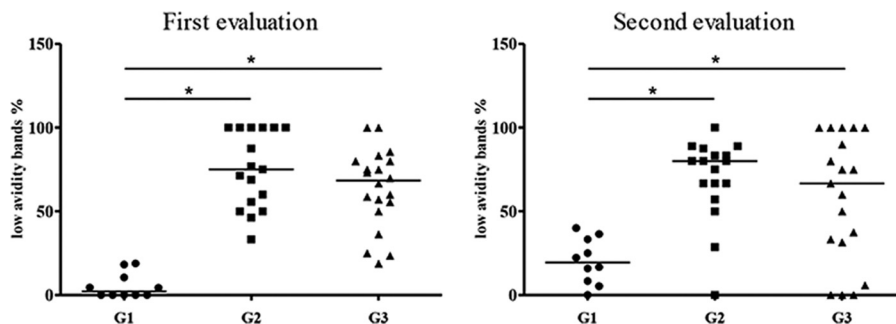 First evaluation
Second evaluation
150
100
50
0
low avidity bands %
*
*
G1
G2
G3
150
100
50
0
low avidity bands %
*
*
G1
G2
G3